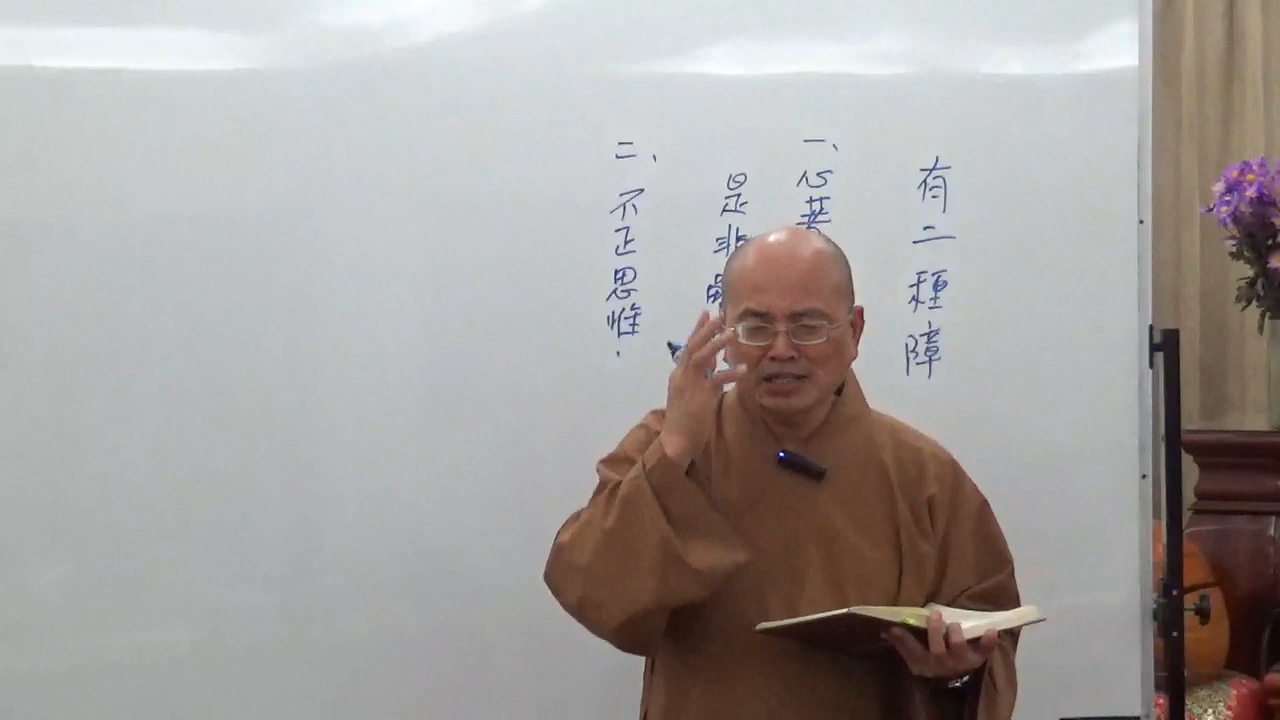 有二種障
一、心
是非
二、不正思惟.